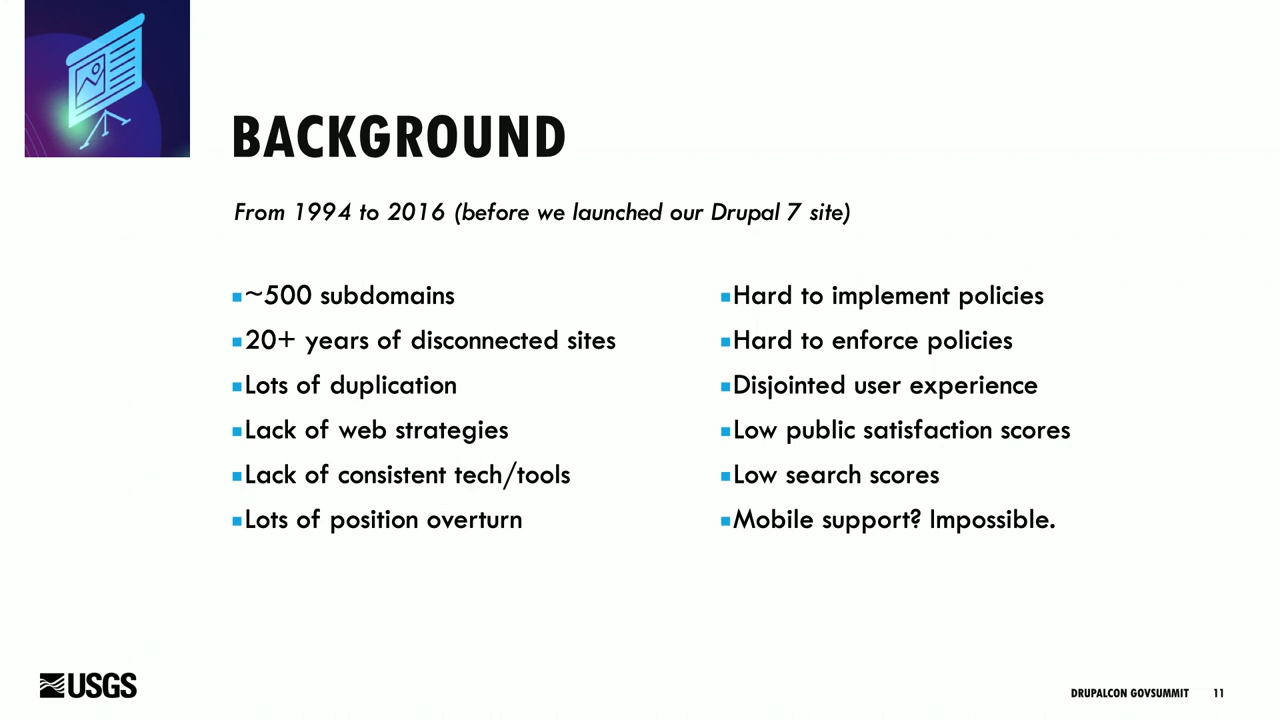 BACKGROUND
From 1994 to 2016 (before we launched our Drupal 7 site)
~500 subdomains
20+ years of disconnected sites
Lots of duplication
Lack of web strategies
Lack of consistent tech/tools
Lots of position overturn
Hard to implement policies
Hard to enforce policies
Disjointed user experience
Low public satisfaction scores
Low search scores
Mobile support? Impossible.
USGS
DRUPALCON GOVSUMMIT 11